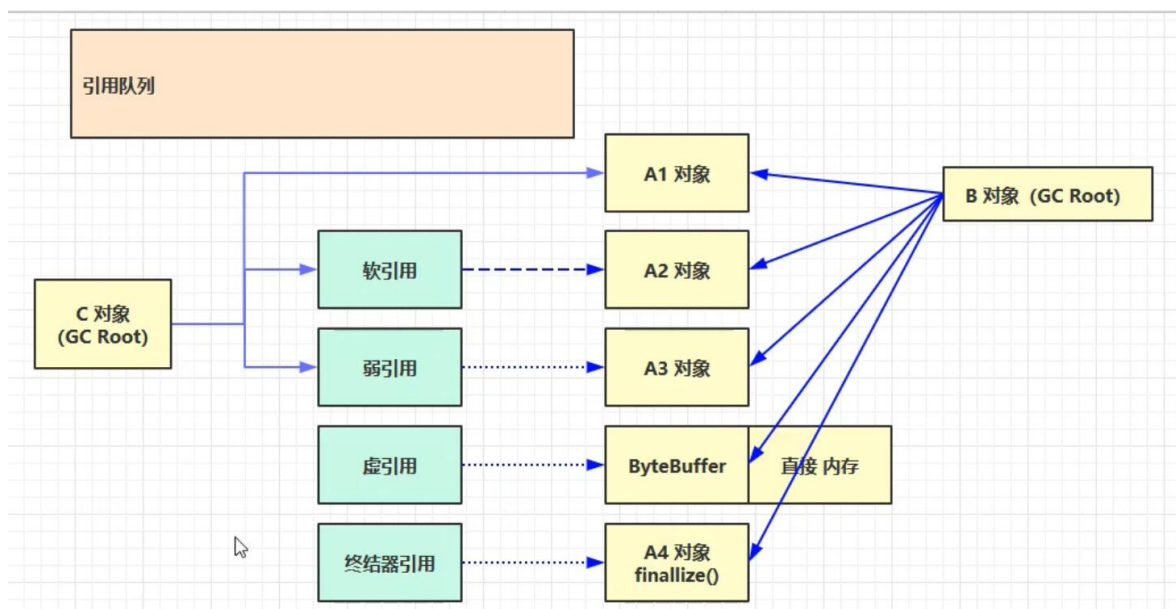 引用队列
A1 对象
B 对象 (GC Root)
软引用
A2 对象
C 对象
(GC Root)
弱引用
A3 对象
虚引用
ByteBuffer
直接 内存
终结器引用
A4 对象
finallize()